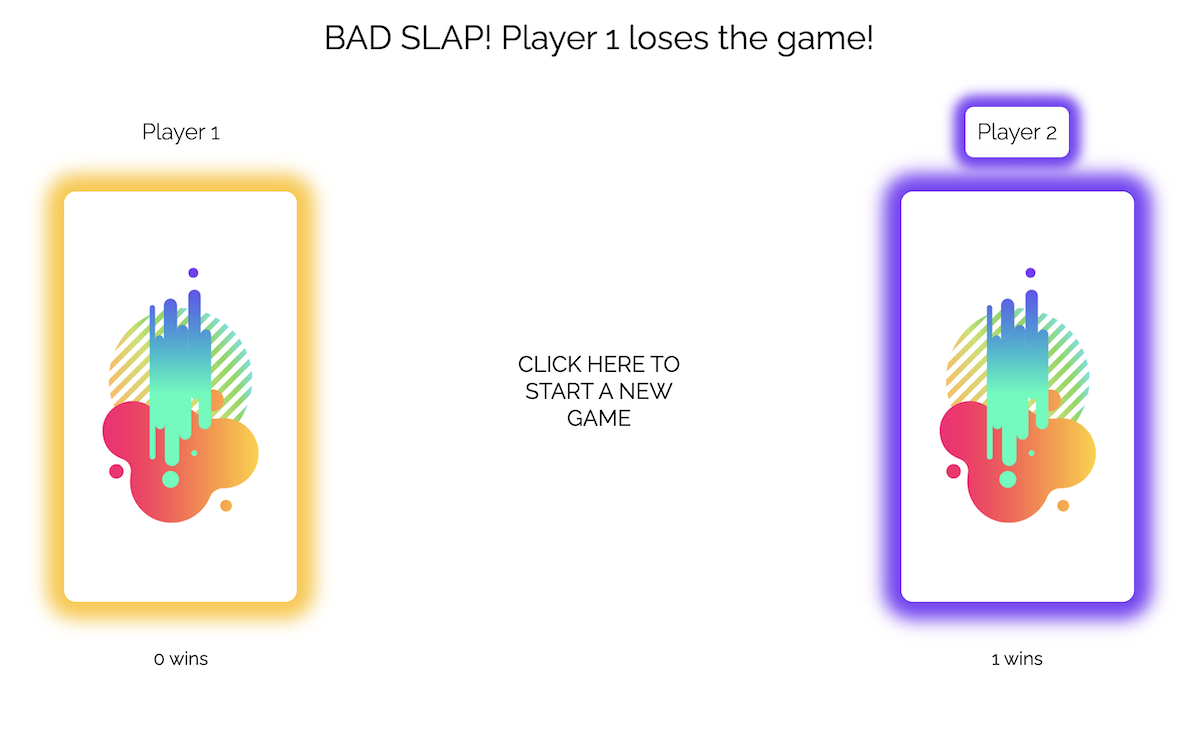 BAD SLAP! Player 1 loses the game!
Player 1
Player 2
CLICK HERE TO
START A NEW
GAME
0 wins
1 wins